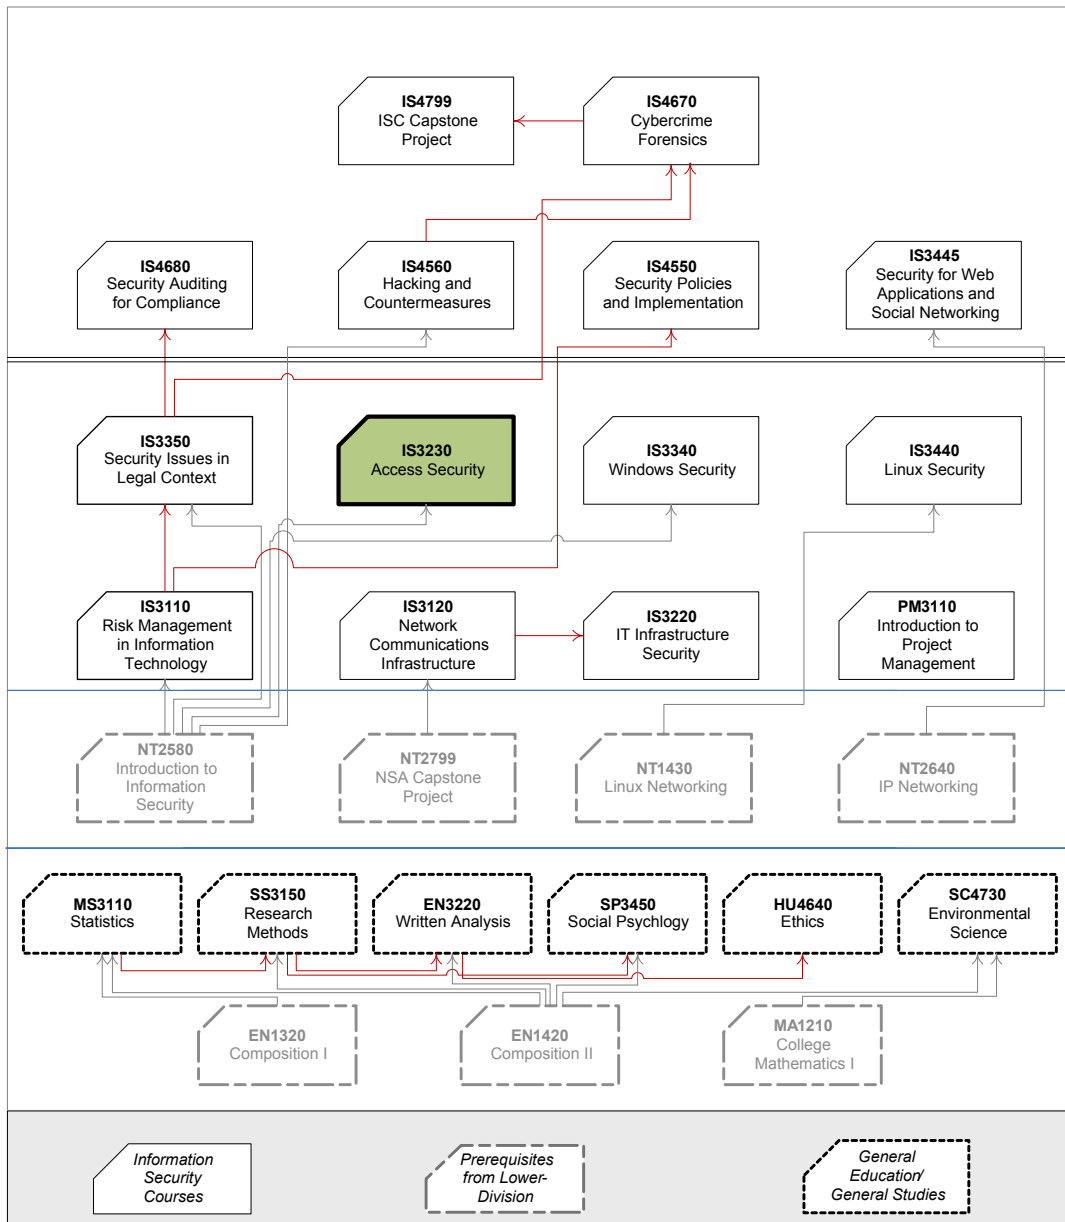 IS4799
ISC Capstone
Project
IS4670
Cybercrime
Forensics
IS4680
Security Auditing
for Compliance
IS4560
Hacking and
Countermeasures
IS4550
Security Policies
and Implementation
IS3445
Security for Web
Applications and
Social Networking
IS3350
Security Issues in
Legal Context
IS3230
Access Security
IS3340
Windows Security
IS3440
Linux Security
IS3110
Risk Management
in Information
Technology
IS3120
Network
Communications
Infrastructure
IS3220
IT Infrastructure
Security
PM3110
Introduction to
Project
Management
NT2580
Introduction to
Information
Security
NT2799
NSA Capstone
Project
NT1430
Linux Networking
NT2640
IP Networking
MS3110
Statistics
SS3150
Research
Methods
EN3220
Written Analysis
SP3450
Social Psychlogy
HU4640
Ethics
SC4730
Environmental
Science
EN1320
Composition I
EN1420
Composition II
MA1210
College
Mathematics I
Information
Security
Courses
Prerequisites
from Lower-
Division
General
Education/
General Studies